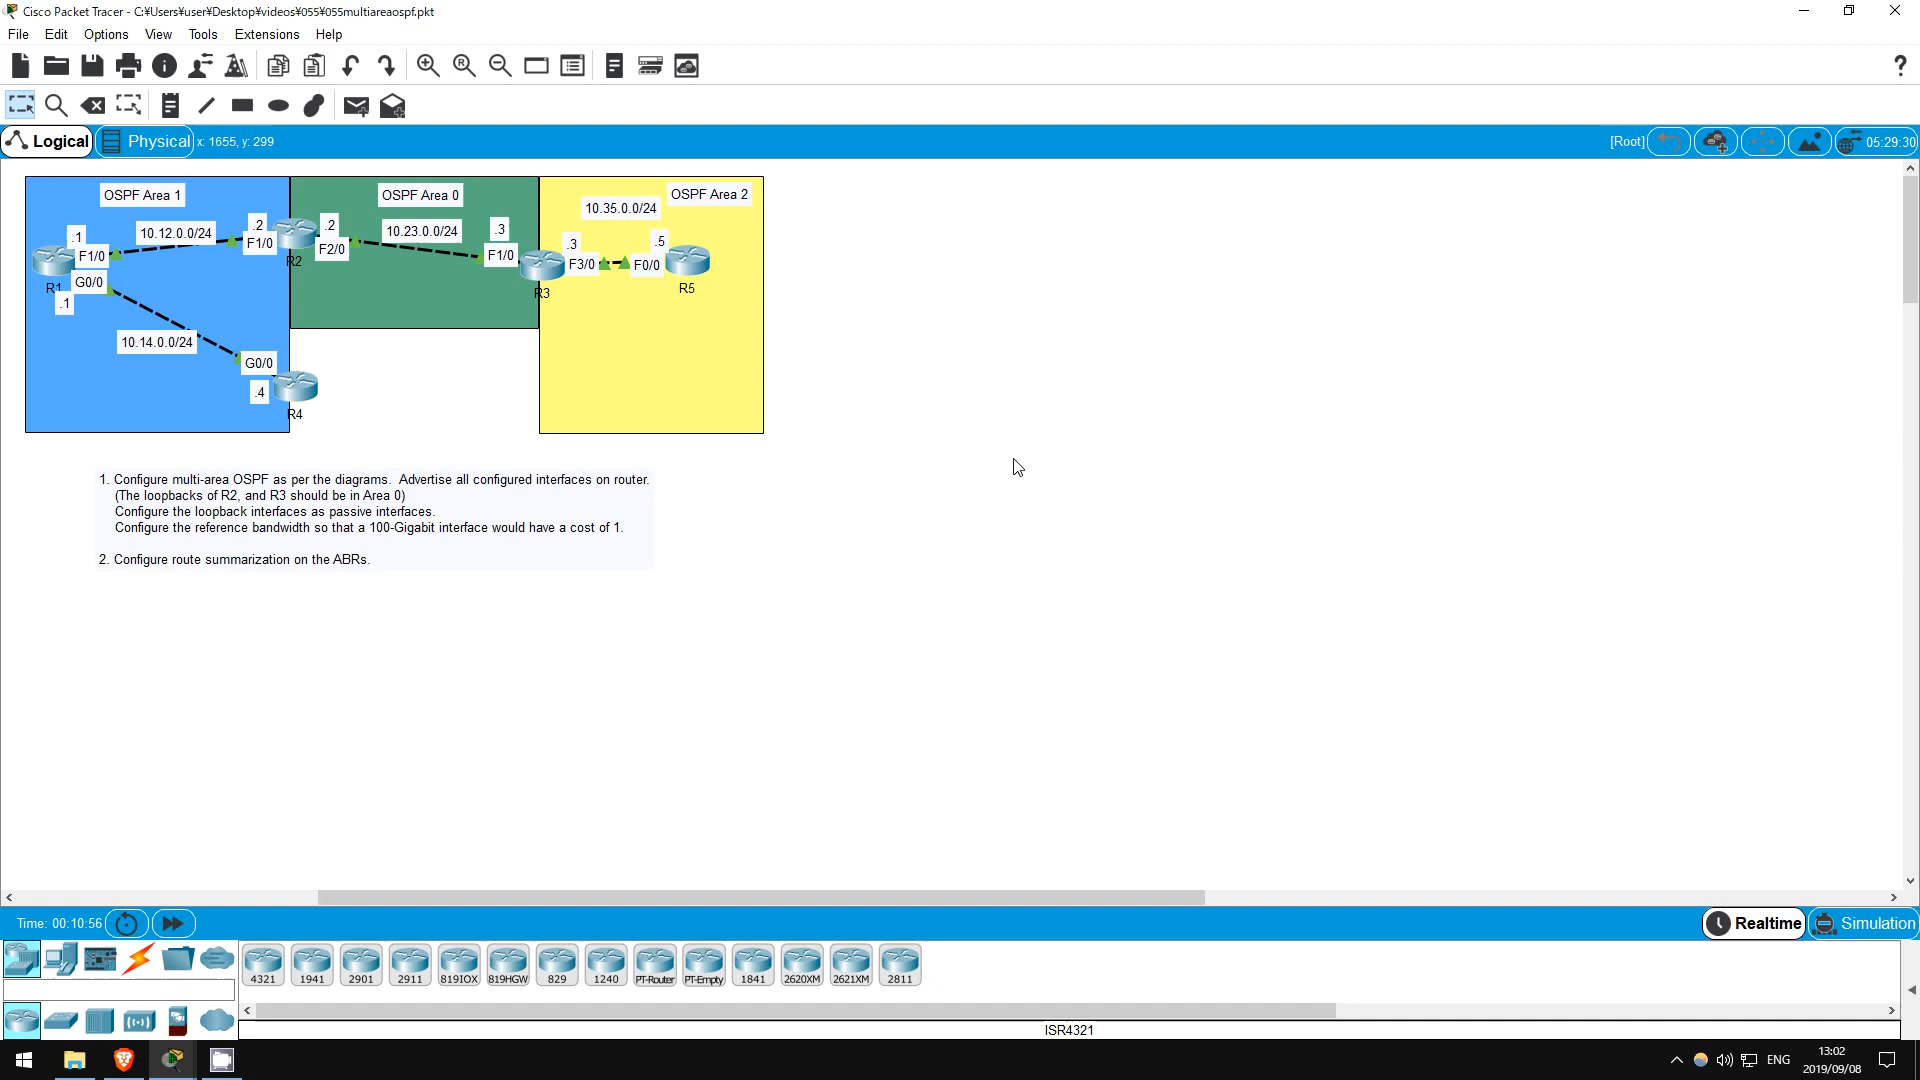 Cisco Packet Tracer - C:¥Users¥user¥Desktop¥videos¥055¥055multiareaospf.pkt
File Edit Options View Tools Extensions Help
Logical Physical x: 1655, y: 299 [Root] 05:29:30
OSPF Area 1 OSPF Area 0 OSPF Area 2
10.35.0.0/24
.1 10.12.0.0/24 .2 .2 10.23.0.0/24 .3 .3 .5
F1/0 F1/0 F2/0 F1/0 F3/0 F0/0
R1 R2 R3 R5
G0/0
.1
10.14.0.0/24
G0/0
.4
R4
1. Configure multi-area OSPF as per the diagrams. Advertise all configured interfaces on router.
(The loopbacks of R2, and R3 should be in Area 0)
Configure the loopback interfaces as passive interfaces.
Configure the reference bandwidth so that a 100-Gigabit interface would have a cost of 1.
2. Configure route summarization on the ABRs.
Time: 00:10:56 Realtime Simulation
4321 1941 2901 2911 819IOX 819HGW 829 1240 PT-Router PT-Empty 1841 2620XM 2621XM 2811
ISR4321
ENG 13:02
2019/09/08